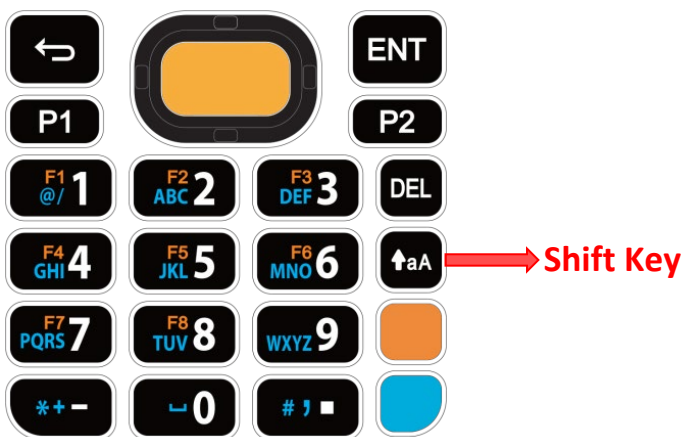 ENT
P1 P2
F1 @/ 1 F2 ABC 2 F3 DEF 3 DEL
F4 GHI 4 F5 JKL 5 F6 MNO 6 aA Shift Key
F7 PQRS 7 F8 TUV 8 WXYZ 9
*+- ⎵0 #,■